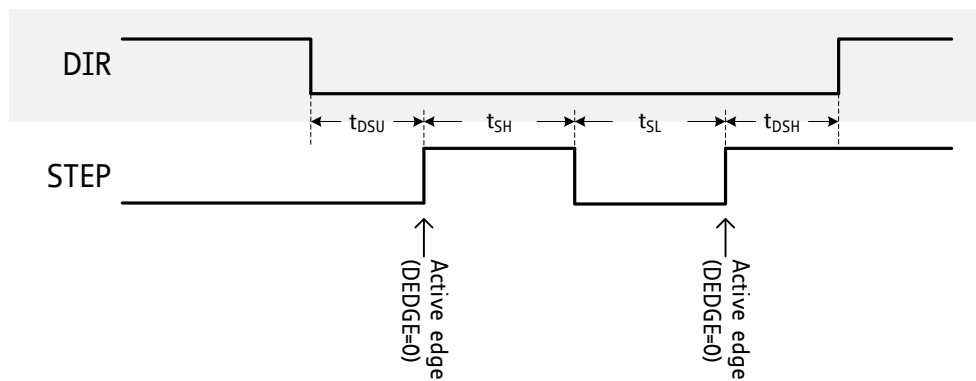 DIR
tDSU
tSH
tSL
tDSH
STEP
Active edge
(DEDGE=0)
Active edge
(DEDGE=0)